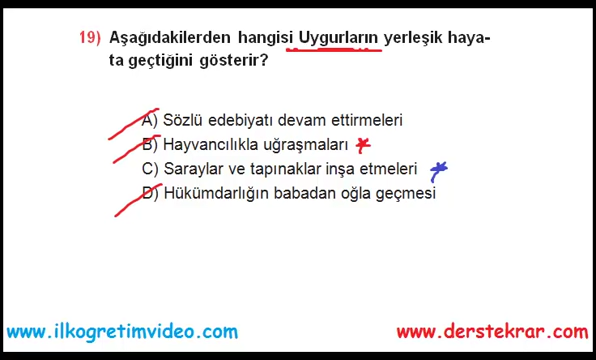 19) Aşağıdakilerden hangisi Uygurların yerleşik haya-
ta geçtiğini gösterir?
A) Sözlü edebiyatı devam ettirmeleri
B) Hayvancılıkla uğraşmaları
C) Saraylar ve tapınaklar inşa etmeleri
D) Hükümdarlığın babadan oğla geçmesi
www.ilkogretimvideo.com www.derstekrar.com